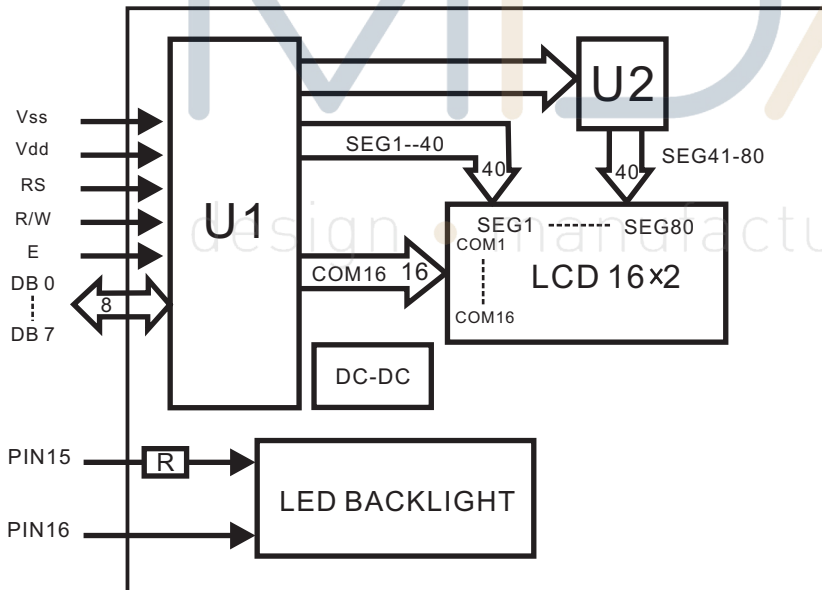 MIDA
design • manufactu
Vss
Vdd
RS
R/W
E
DB 0
DB 7
8
U1
U2
SEG1--40
40
40
SEG41-80
SEG1 SEG80
COM1
COM16
LCD 16×2
COM16 16
DC-DC
PIN15
R
PIN16
LED BACKLIGHT